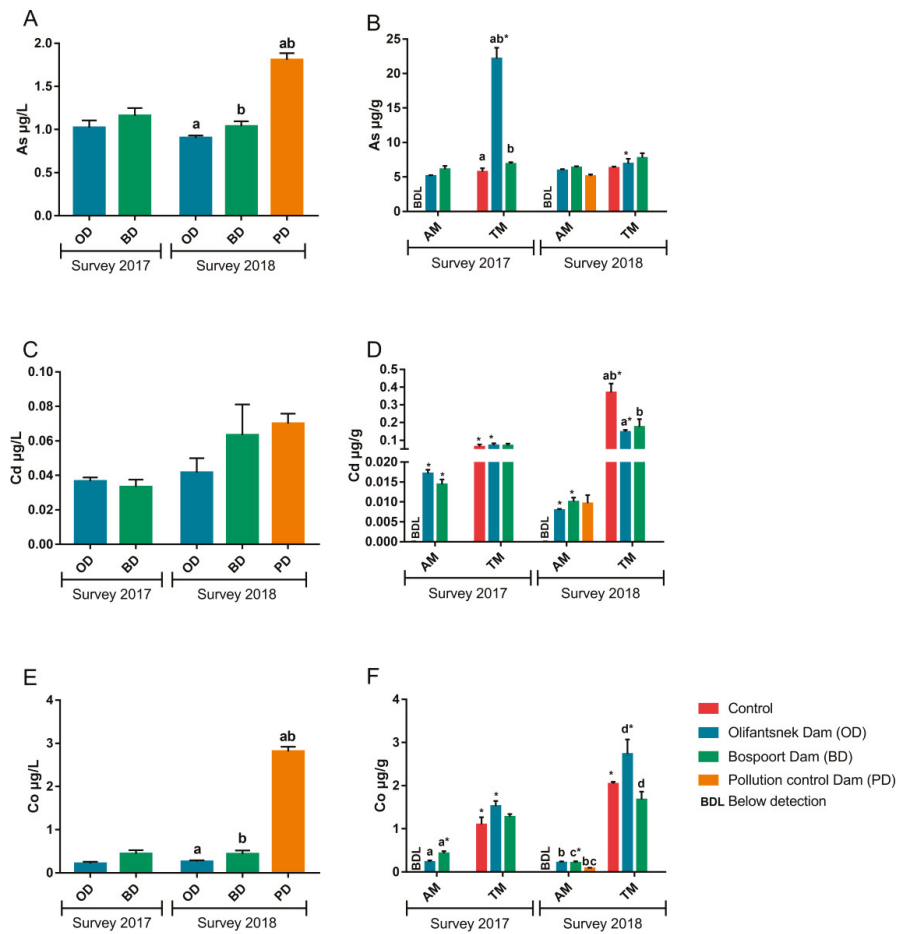 A
2.0
1.5
1.0
0.5
0.0
As µg/L
a
b
ab
OD
BD
OD
BD
PD
Survey 2017
Survey 2018
B
25
20
15
10
5
0
As µg/g
BDL
a
ab*
b
BDL
*
AM
TM
AM
TM
Survey 2017
Survey 2018
C
0.10
0.08
0.06
0.04
0.02
0.00
Cd µg/L
OD
BD
OD
BD
PD
Survey 2017
Survey 2018
D
0.5
0.4
0.3
0.2
0.1
0.020
0.015
0.010
0.005
0.000
Cd µg/g
BDL
*
*
*
*
BDL
*
*
ab*
a*
b
AM
TM
AM
TM
Survey 2017
Survey 2018
E
4
3
2
1
0
Co µg/L
a
b
ab
OD
BD
OD
BD
PD
Survey 2017
Survey 2018
F
4
3
2
1
0
Co µg/g
BDL
a
a*
*
*
BDL
b
c*
bc
*
d*
d
AM
TM
AM
TM
Survey 2017
Survey 2018
Control
Olifantsnek Dam (OD)
Bospoort Dam (BD)
Pollution control Dam (PD)
BDL Below detection